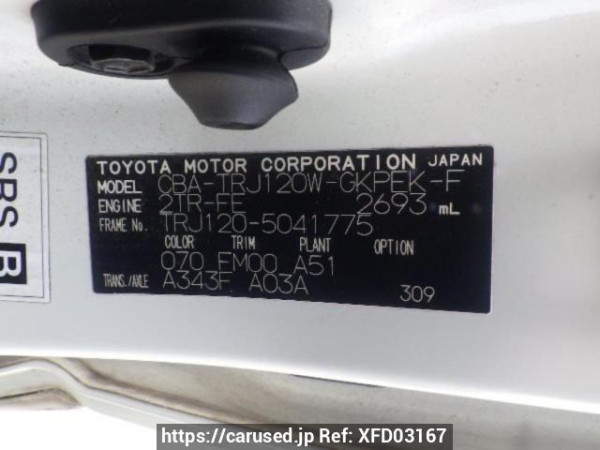 TOYOTA MOTOR CORPORATION JAPAN
MODEL CBA-TRJ120W-GKPEK-F
ENGINE 2TR-FE 2693 mL
FRAME No. TRJ120-5041775
COLOR TRIM PLANT OPTION
070 FM00 A51
TRANS./AXLE A343F A03A
309
SRS B
https://carused.jp Ref: XFD03167